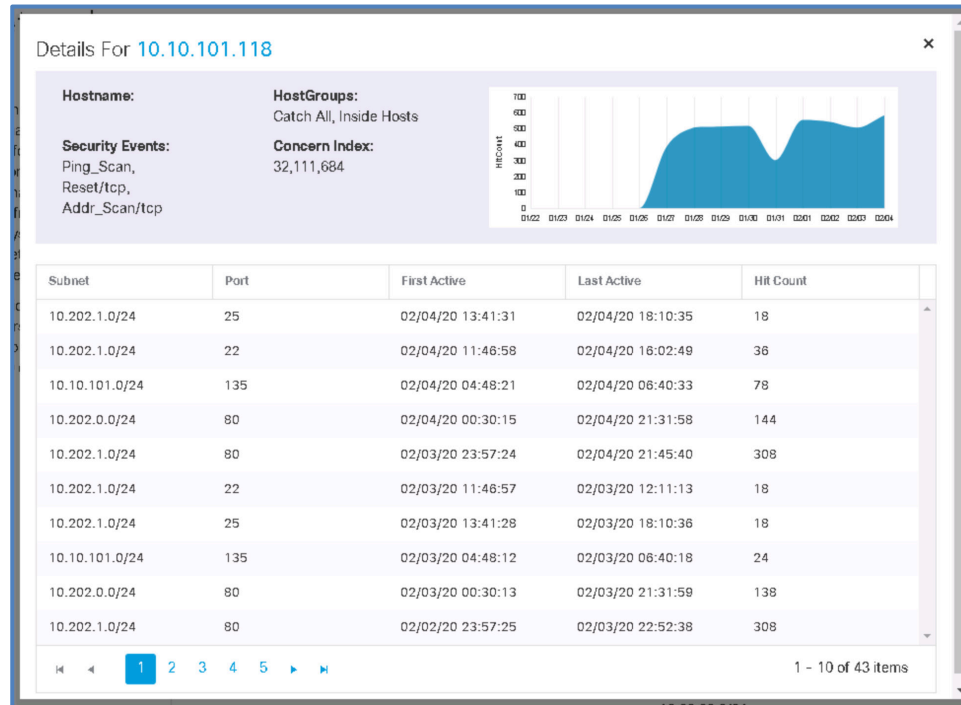 Details For 10.10.101.118
×
Hostname:
HostGroups:
Catch All, Inside Hosts
Security Events:
Ping_Scan,
Reset/tcp,
Addr_Scan/tcp
Concern Index:
32,111,684
HitCount
700
600
500
400
300
200
100
0
01/22 01/23 01/24 01/25 01/26 01/27 01/28 01/29 01/30 01/31 02/01 02/02 02/03 02/04
Subnet Port First Active Last Active Hit Count
10.202.1.0/24 25 02/04/20 13:41:31 02/04/20 18:10:35 18
10.202.1.0/24 22 02/04/20 11:46:58 02/04/20 16:02:49 36
10.10.101.0/24 135 02/04/20 04:48:21 02/04/20 06:40:33 78
10.202.0.0/24 80 02/04/20 00:30:15 02/04/20 21:31:58 144
10.202.1.0/24 80 02/03/20 23:57:24 02/04/20 21:45:40 308
10.202.1.0/24 22 02/03/20 11:46:57 02/03/20 12:11:13 18
10.202.1.0/24 25 02/03/20 13:41:28 02/03/20 18:10:36 18
10.10.101.0/24 135 02/03/20 04:48:12 02/03/20 06:40:18 24
10.202.0.0/24 80 02/03/20 00:30:13 02/03/20 21:31:59 138
10.202.1.0/24 80 02/02/20 23:57:25 02/03/20 22:52:38 308
1 2 3 4 5
1 - 10 of 43 items